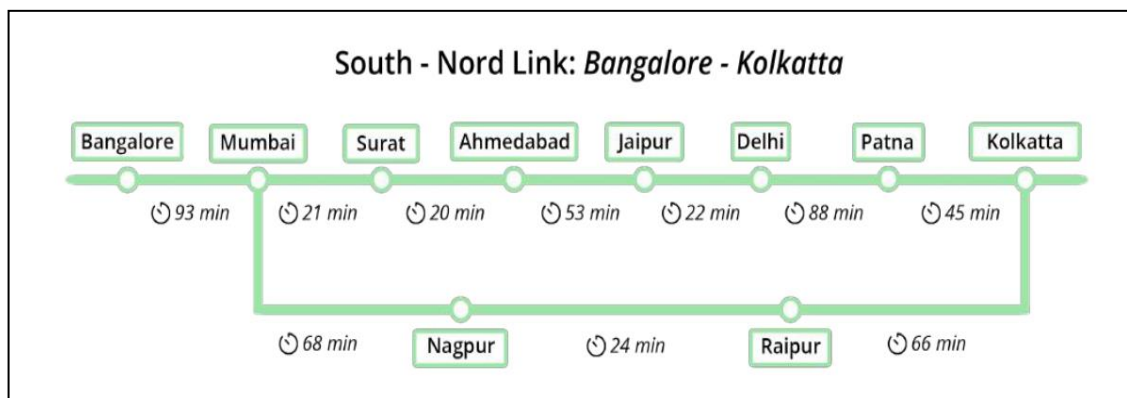 South - Nord Link: Bangalore - Kolkatta
Bangalore Mumbai Surat Ahmedabad Jaipur Delhi Patna Kolkatta
93 min 21 min 20 min 53 min 22 min 88 min 45 min
68 min Nagpur 24 min Raipur 66 min